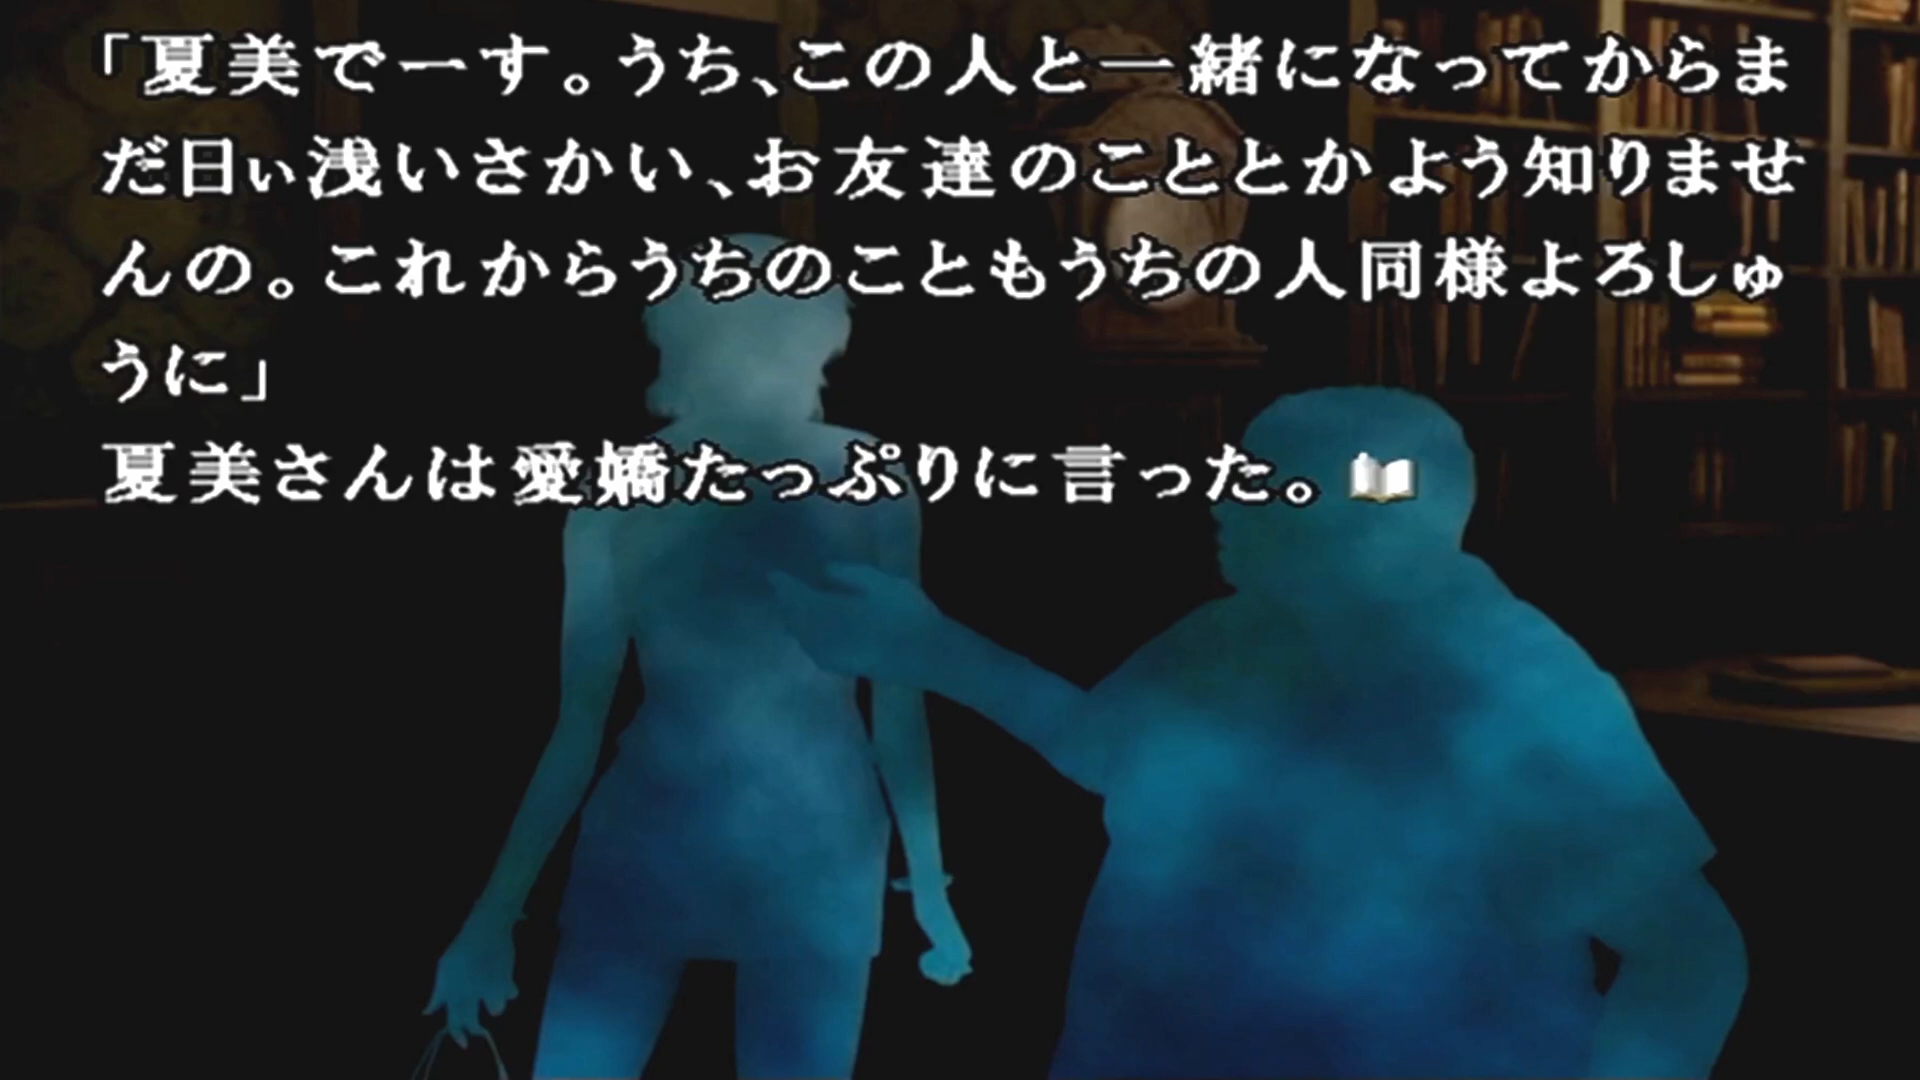 「夏美でーす。うち、この人と一緒になってからま
だ日ぃ浅いさかい、お友達のこととかよう知りませ
んの。これからうちのこともうちの人同様よろしゅ
うに」
夏美さんは愛嬌たっぷりに言った。